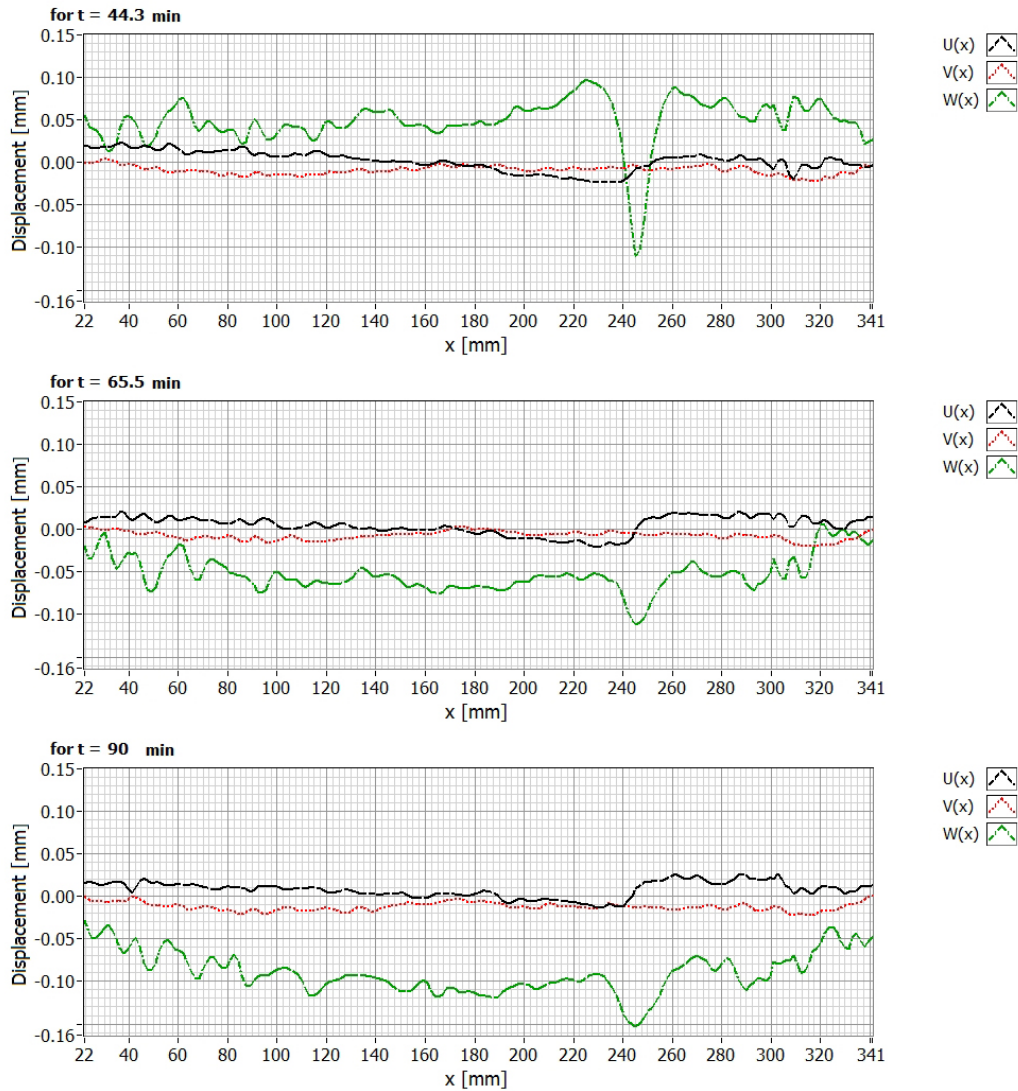 for t = 44.3 min
Displacement [mm]
0.15
0.10
0.05
0.00
-0.05
-0.10
-0.16
22 40 60 80 100 120 140 160 180 200 220 240 260 280 300 320 341
x [mm]
U(x)
V(x)
W(x)
for t = 65.5 min
Displacement [mm]
0.15
0.10
0.05
0.00
-0.05
-0.10
-0.16
22 40 60 80 100 120 140 160 180 200 220 240 260 280 300 320 341
x [mm]
U(x)
V(x)
W(x)
for t = 90 min
Displacement [mm]
0.15
0.10
0.05
0.00
-0.05
-0.10
-0.16
22 40 60 80 100 120 140 160 180 200 220 240 260 280 300 320 341
x [mm]
U(x)
V(x)
W(x)